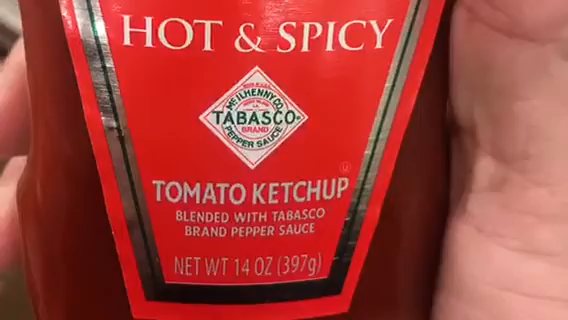 HOT & SPICY
McILHENNY CO.
TABASCO
BRAND
PEPPER SAUCE
TOMATO KETCHUP
BLENDED WITH TABASCO
BRAND PEPPER SAUCE
NET WT 14 OZ (397g)